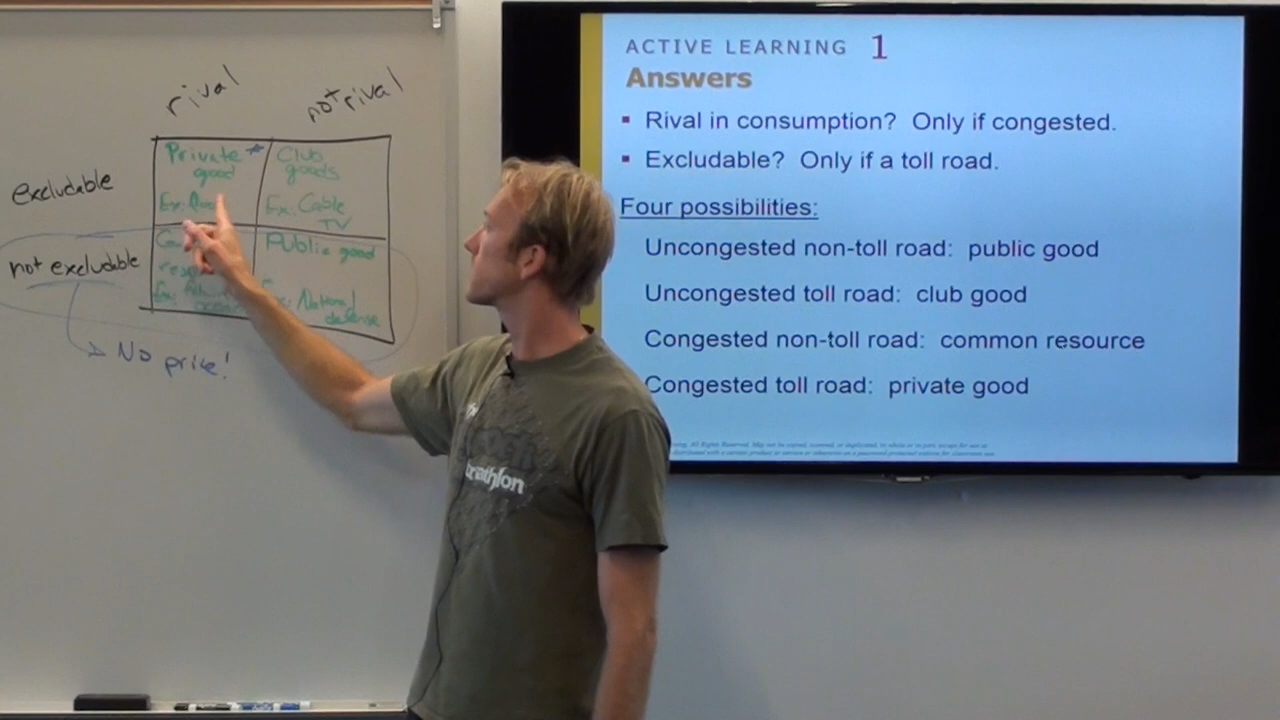 rival
not rival
excludable
Private *
good
Ex:
Club
goods
Ex: Cable
TV
not excludable
Public good
Ex: National
defense
No price!
ACTIVE LEARNING 1
Answers
▪ Rival in consumption? Only if congested.
▪ Excludable? Only if a toll road.
Four possibilities:
Uncongested non-toll road: public good
Uncongested toll road: club good
Congested non-toll road: common resource
Congested toll road: private good